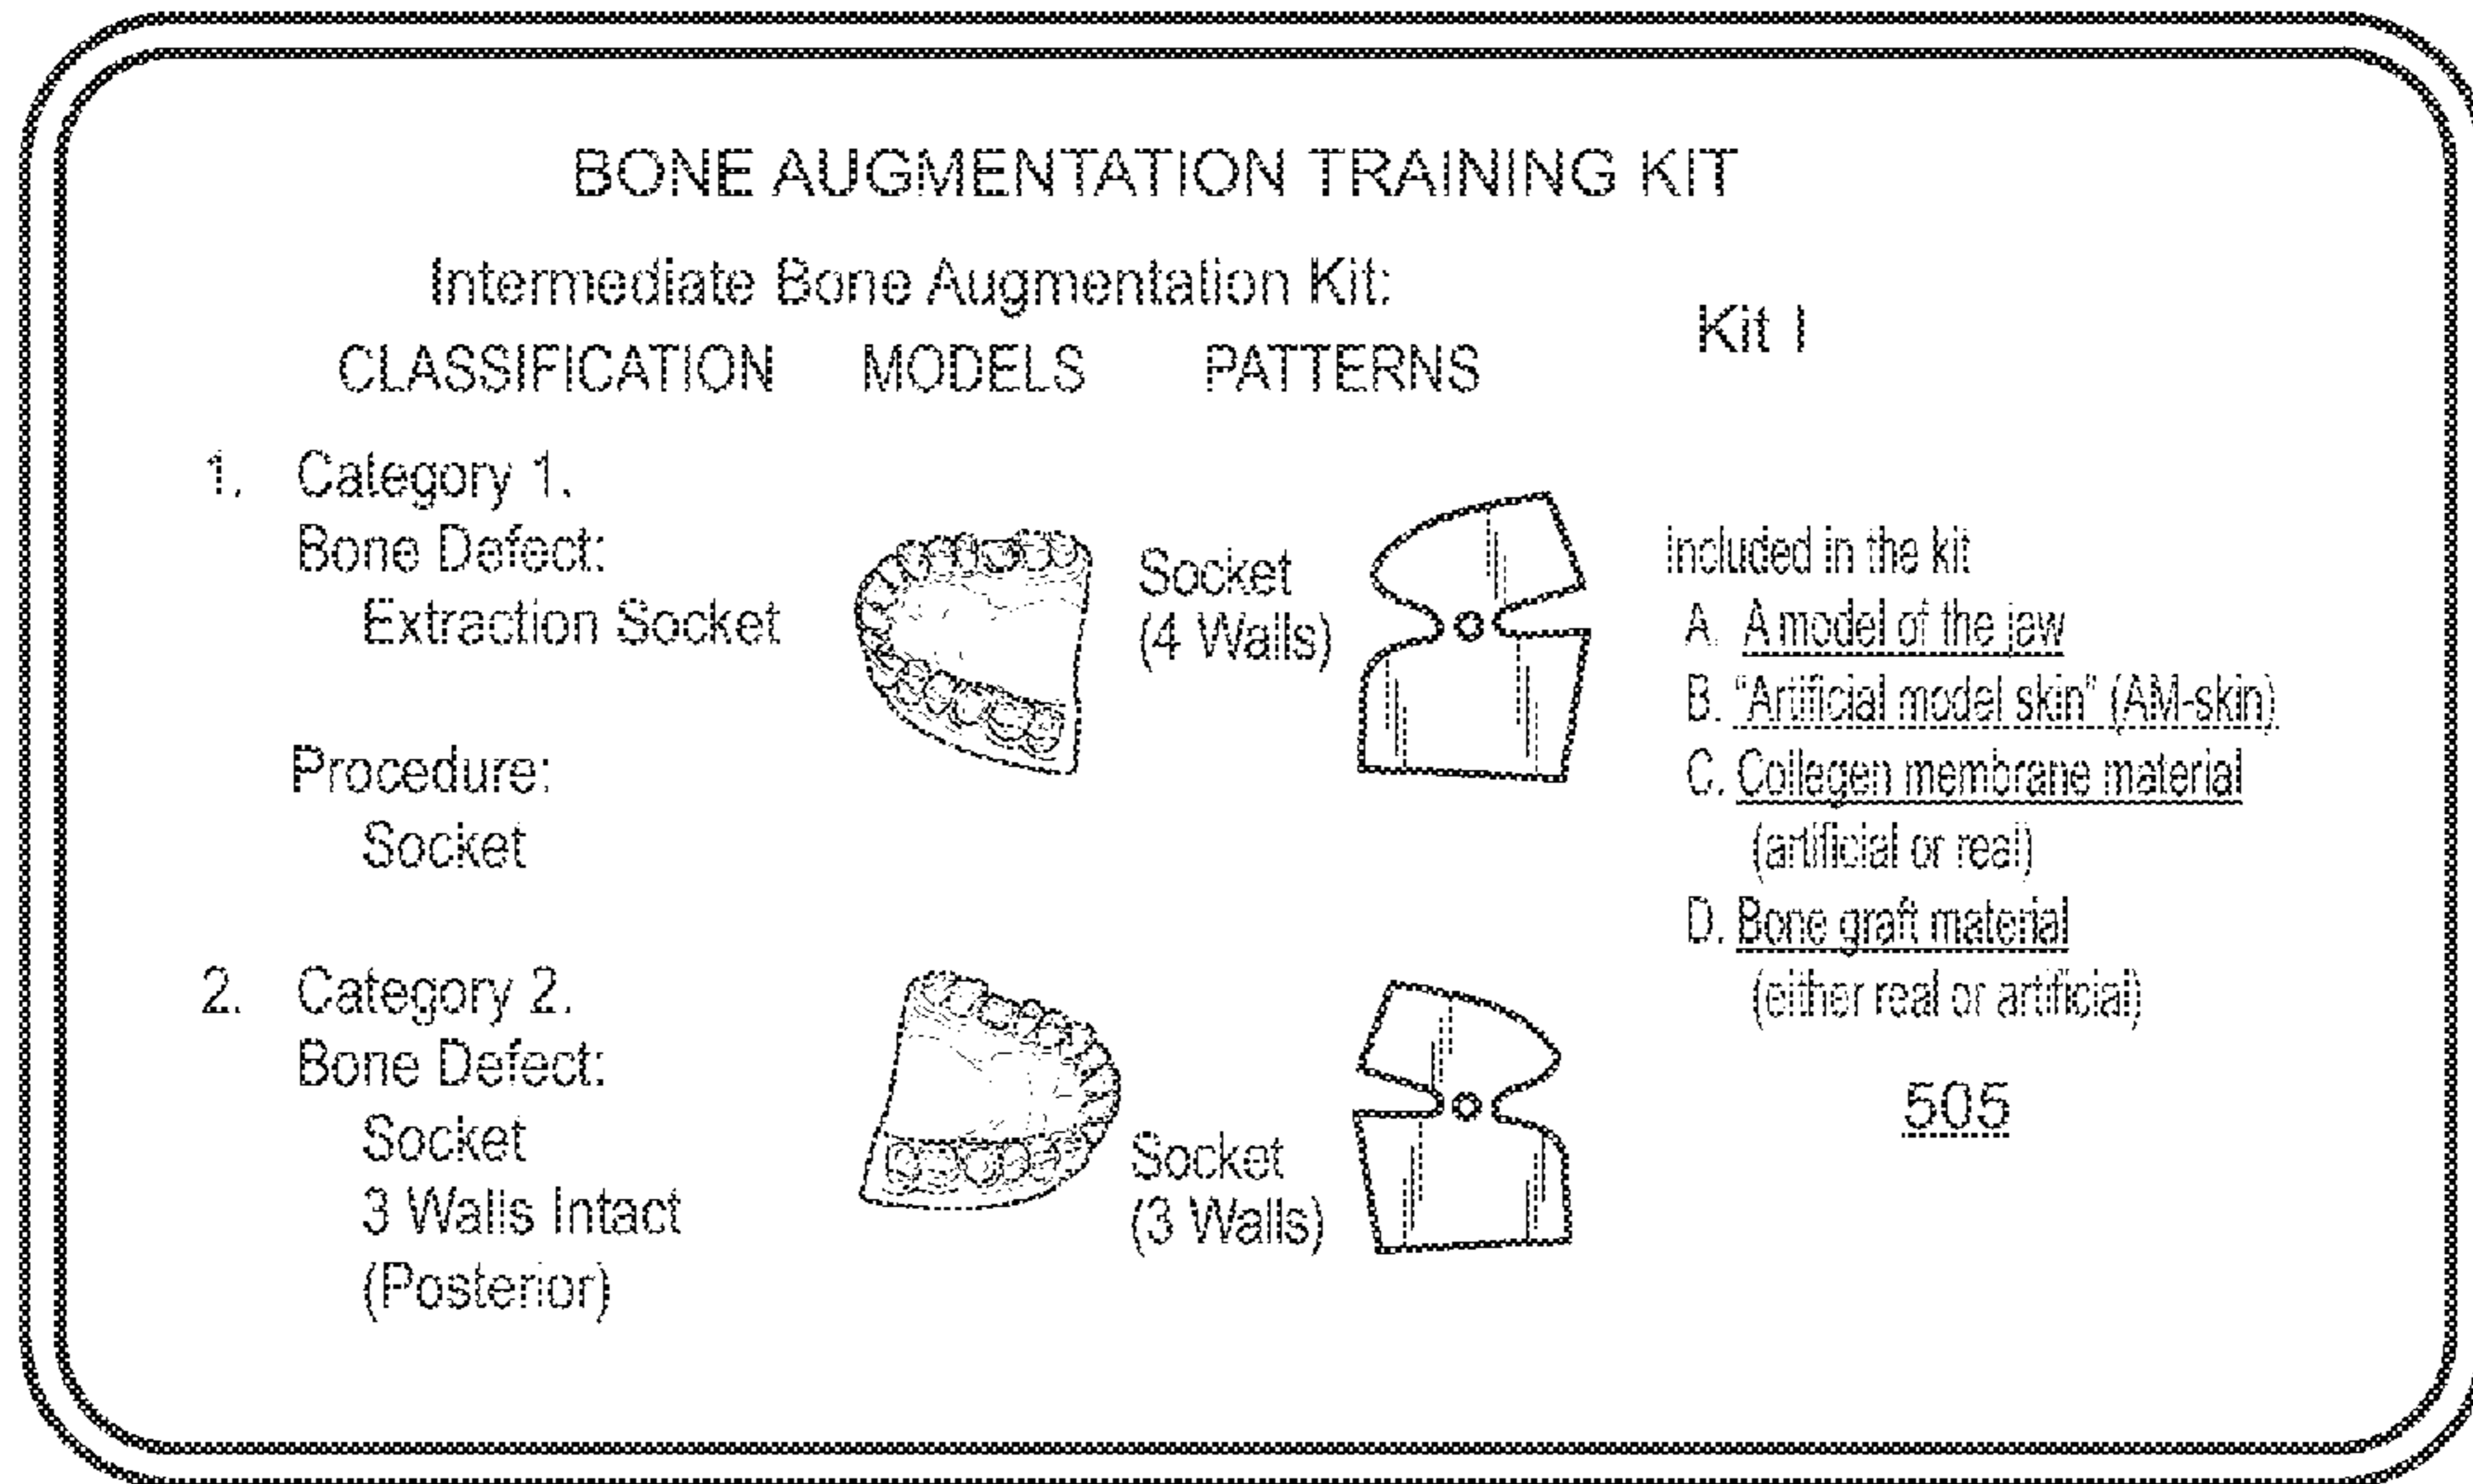 BONE AUGMENTATION TRAINING KIT
Intermediate Bone Augmentation Kit:
Kit I
CLASSIFICATION MODELS PATTERNS
1. Category 1.
Bone Defect:
Extraction Socket
Procedure:
Socket
Socket
(4 Walls)
2. Category 2.
Bone Defect:
Socket
3 Walls Intact
(Posterior)
Socket
(3 Walls)
included in the kit
A. A model of the jaw
B. "Artificial model skin" (AM-skin)
C. Collegen membrane material
(artificial or real)
D. Bone graft material
(either real or artificial)
505